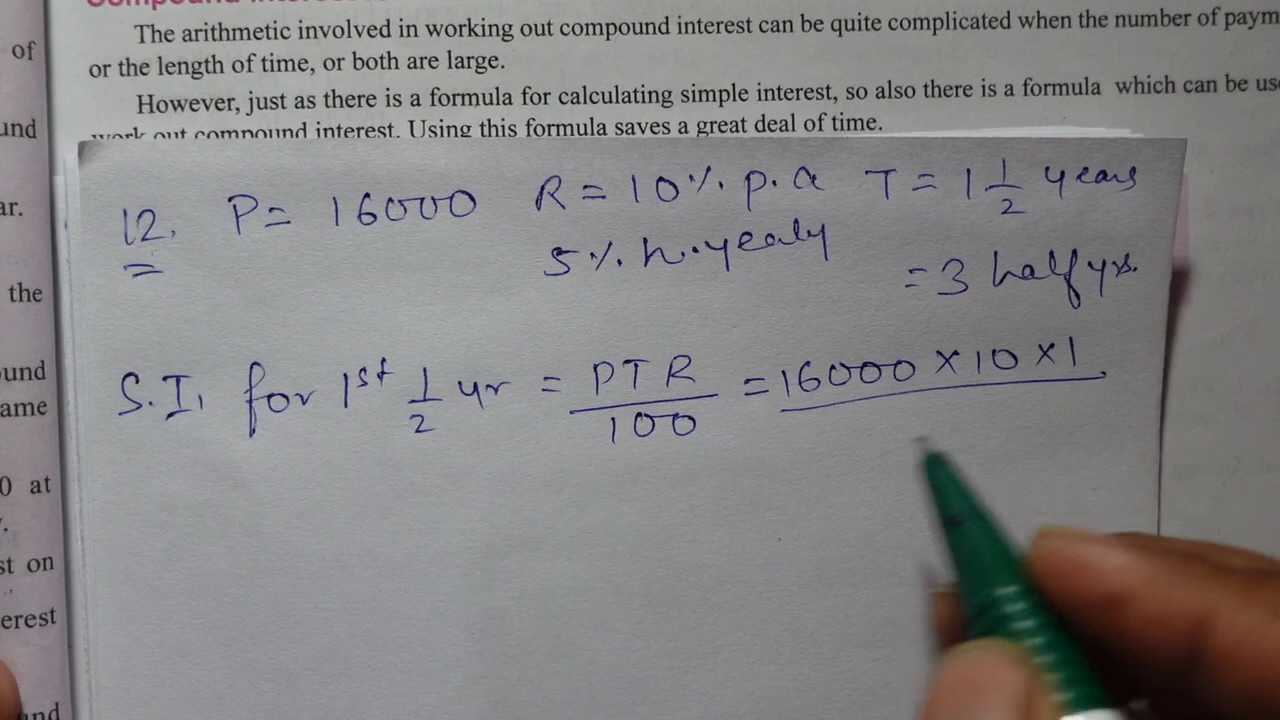 The arithmetic involved in working out compound interest can be quite complicated when the number of paym
of
or the length of time, or both are large.
However, just as there is a formula for calculating simple interest, so also there is a formula which can be use
und
work out compound interest. Using this formula saves a great deal of time.
ar.
12. P = 16000 R = 10%. p.a T = 1 1/2 years
5%. h.yealy = 3 half yrs.
the
und
S.I. for 1st 1/2 yr = PTR/100 = 16000 × 10 × 1
ame
0 at
st on
erest
und